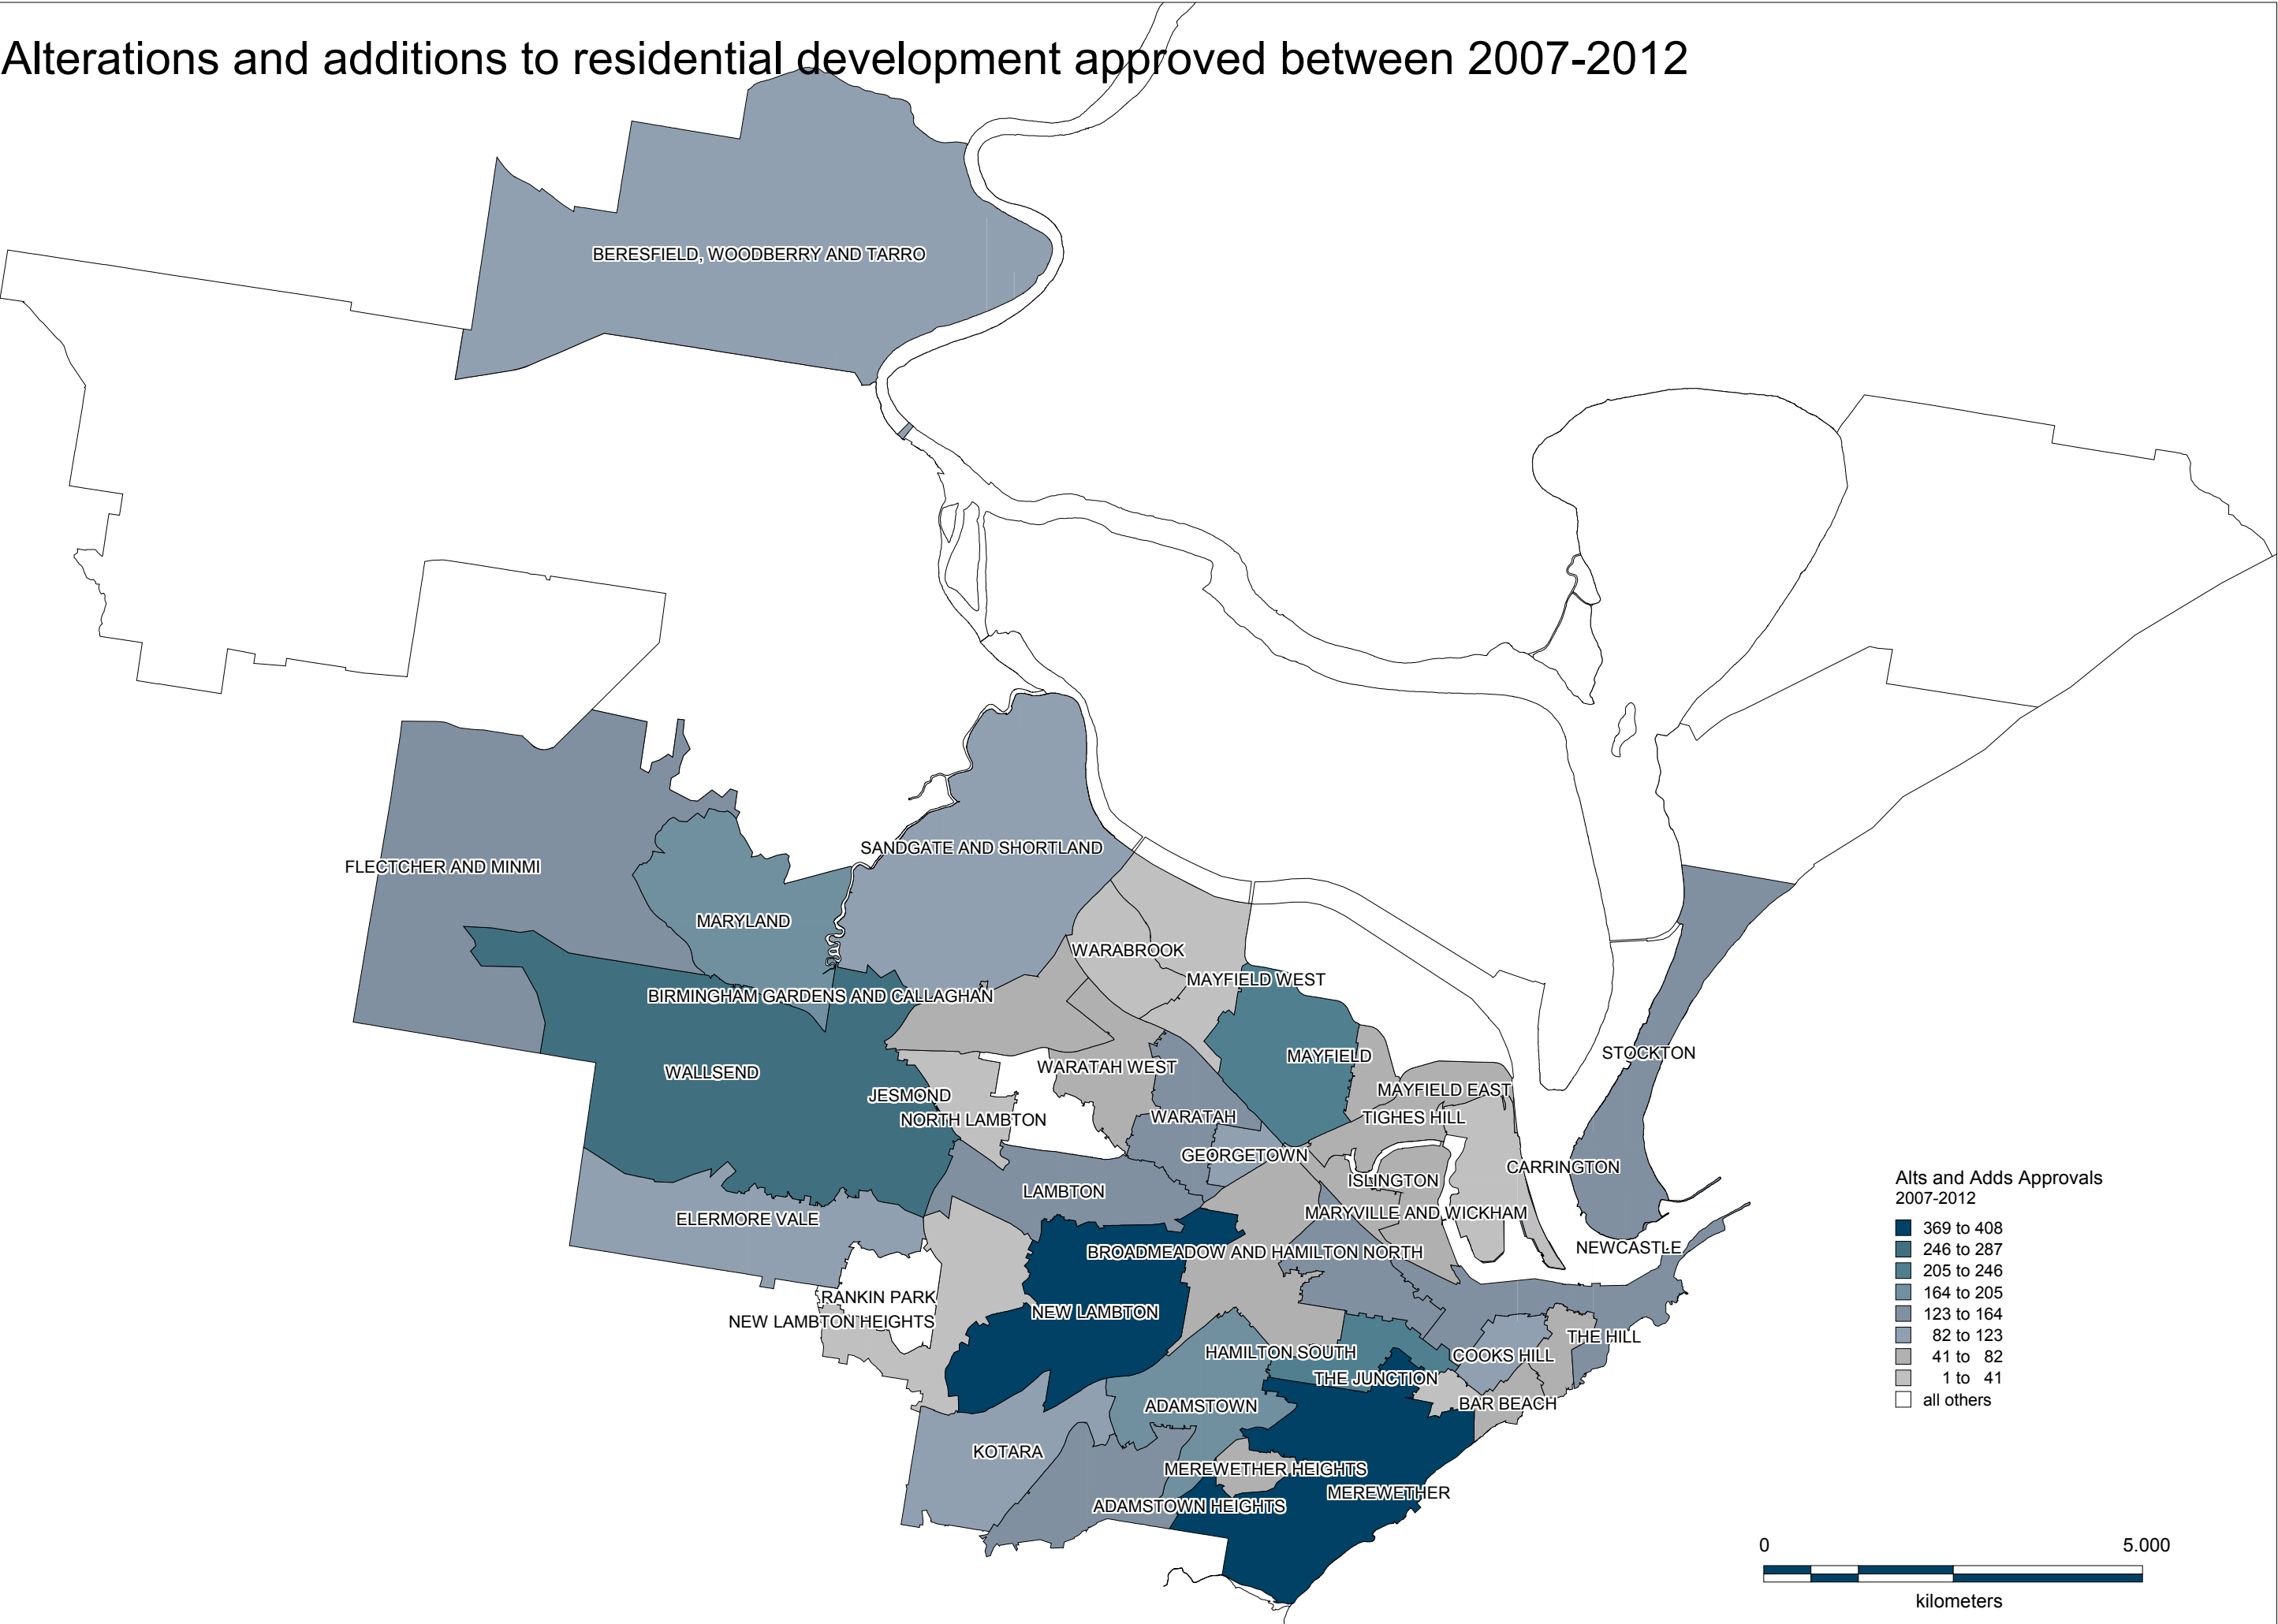 Alterations and additions to residential development approved between 2007-2012
BERESFIELD, WOODBERRY AND TARRO
SANDGATE AND SHORTLAND
FLECTCHER AND MINMI
MARYLAND
WARABROOK
MAYFIELD WEST
BIRMINGHAM GARDENS AND CALLAGHAN
STOCKTON
MAYFIELD
WARATAH WEST
WALLSEND
MAYFIELD EAST
JESMOND
NORTH LAMBTON
WARATAH
TIGHES HILL
GEORGETOWN
CARRINGTON
ISLINGTON
LAMBTON
MARYVILLE AND WICKHAM
ELERMORE VALE
NEWCASTLE
BROADMEADOW AND HAMILTON NORTH
RANKIN PARK
NEW LAMBTON
NEW LAMBTON HEIGHTS
THE HILL
HAMILTON SOUTH
COOKS HILL
THE JUNCTION
BAR BEACH
ADAMSTOWN
KOTARA
MEREWETHER HEIGHTS
MEREWETHER
ADAMSTOWN HEIGHTS
Alts and Adds Approvals
2007-2012
369 to 408
246 to 287
205 to 246
164 to 205
123 to 164
82 to 123
41 to 82
1 to 41
all others
0 5.000
kilometers